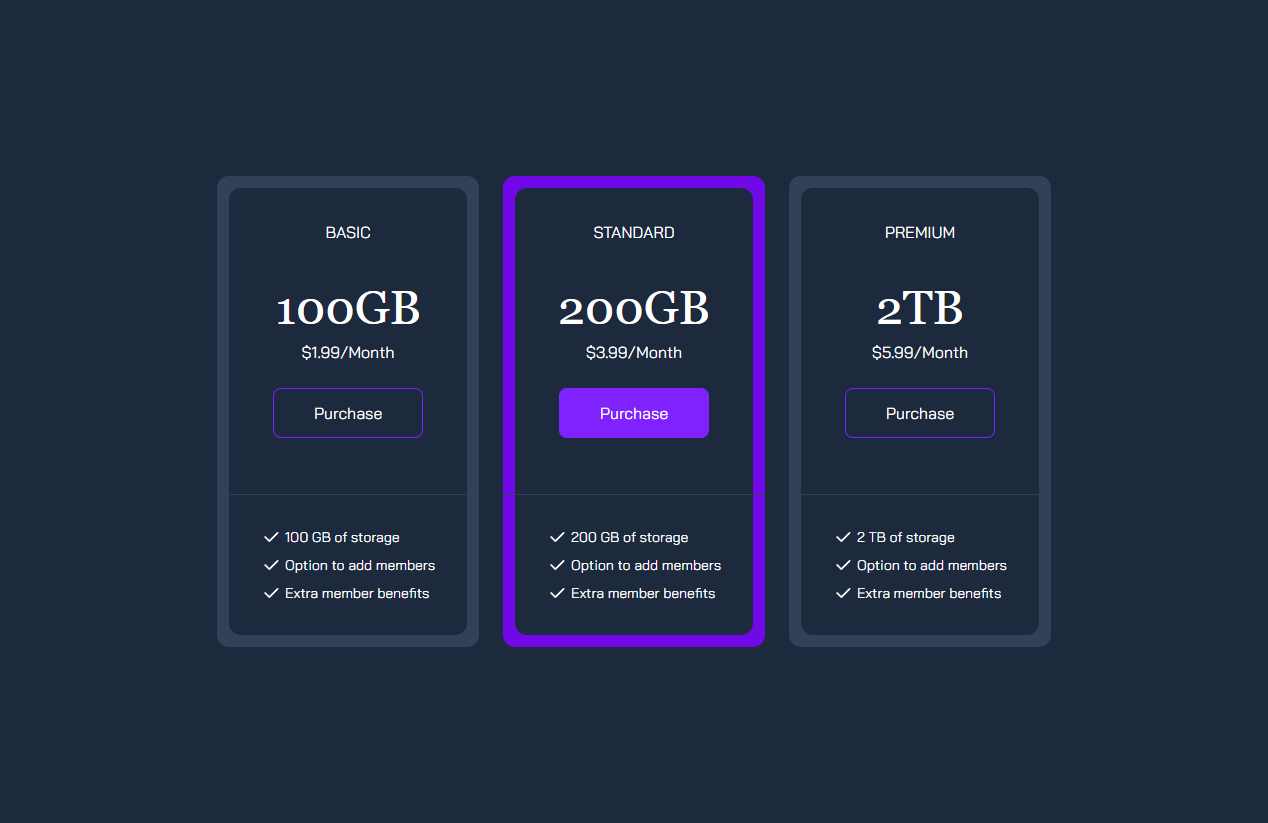 BASIC
100GB
$1.99/Month
Purchase
100 GB of storage
Option to add members
Extra member benefits
STANDARD
200GB
$3.99/Month
Purchase
200 GB of storage
Option to add members
Extra member benefits
PREMIUM
2TB
$5.99/Month
Purchase
2 TB of storage
Option to add members
Extra member benefits